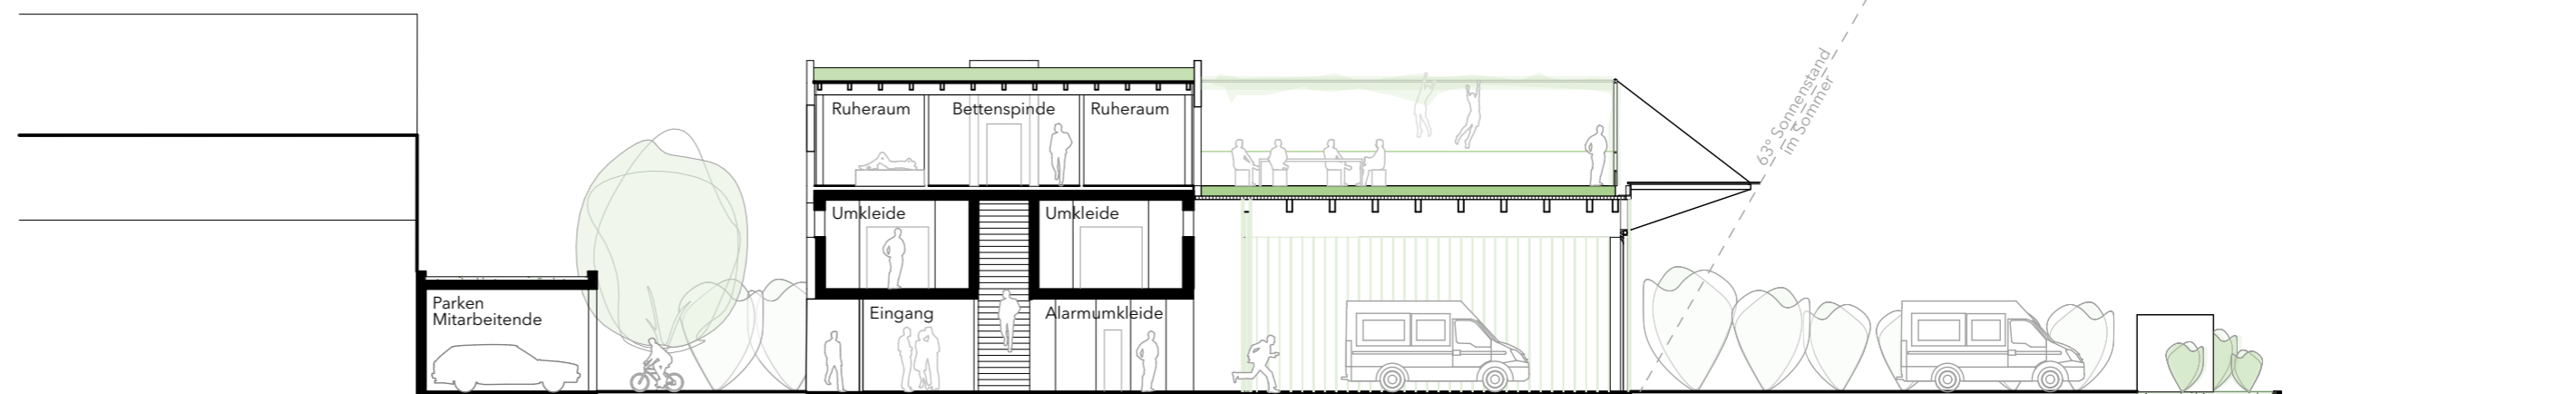 Ruheraum
Bettenspinde
Ruheraum
63° Sonnenstand
im Sommer
Umkleide
Umkleide
Parken
Mitarbeitende
Eingang
Alarmumkleide